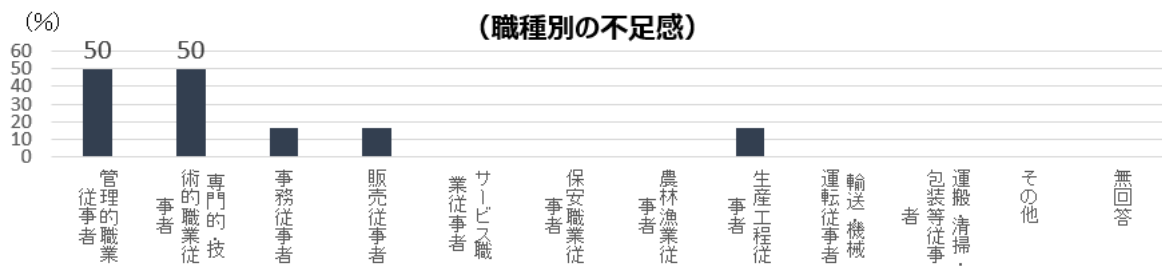 (%)
（職種別の不足感）
60
50
40
30
20
10
0
50
50
管理的職業
従事者
専門的・技
術的職業従
事者
事務従事者
販売従事者
サービス職
業従事者
保安職業従
事者
農林漁業従
事者
生産工程従
事者
輸送・機械
運転従事者
運搬・清掃・
包装等従事
者
その他
無回答